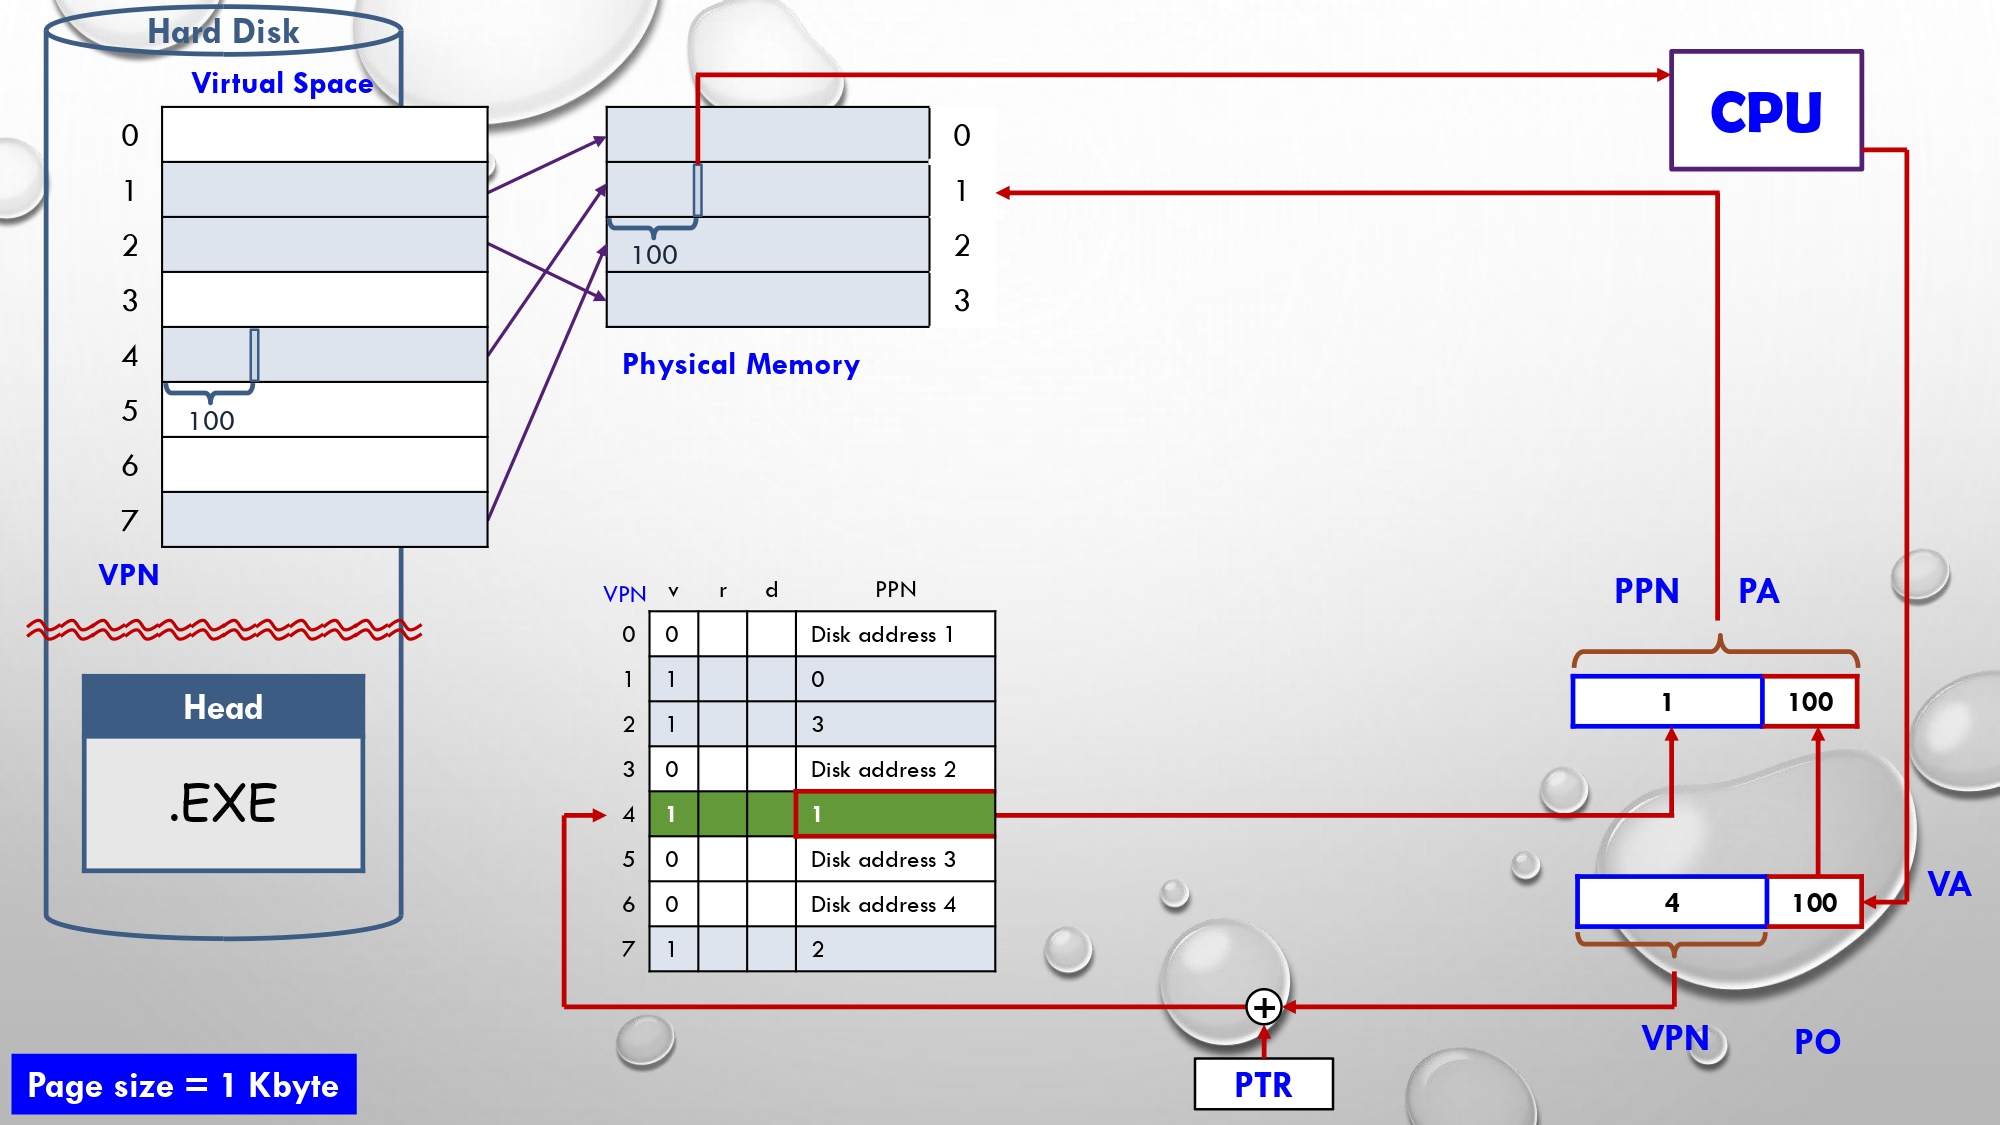 Hard Disk
Virtual Space
CPU
0
1
2
3
4
100
5
6
7
VPN
0
1
100
2
3
Physical Memory
Head
.EXE
VPN v r d PPN
0 0 Disk address 1
1 1 0
2 1 3
3 0 Disk address 2
4 1 1
5 0 Disk address 3
6 0 Disk address 4
7 1 2
PPN PA
1 100
4 100
VA
VPN PO
PTR
Page size = 1 Kbyte